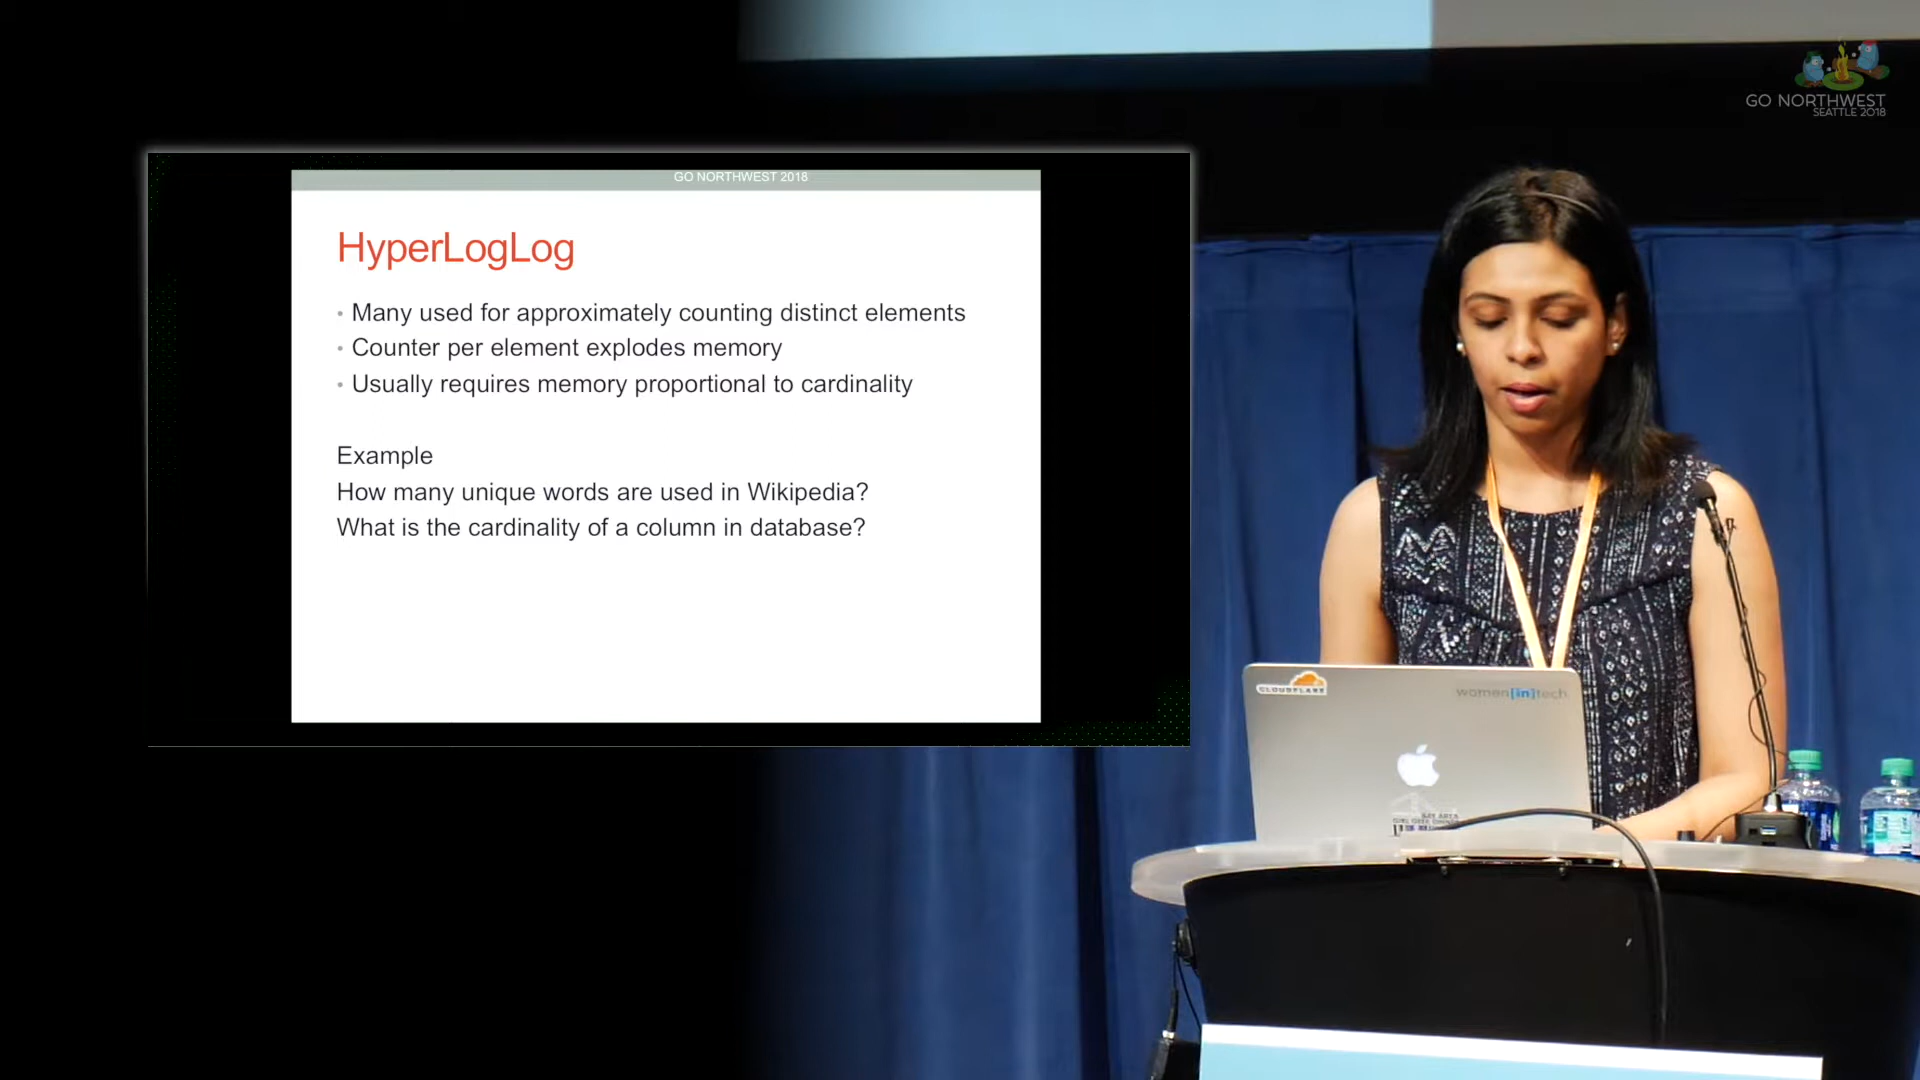 GO NORTHWEST
SEATTLE 2018
GO NORTHWEST 2018
HyperLogLog
• Many used for approximately counting distinct elements
• Counter per element explodes memory
• Usually requires memory proportional to cardinality
Example
How many unique words are used in Wikipedia?
What is the cardinality of a column in database?
CLOUDFLARE
women[in]tech